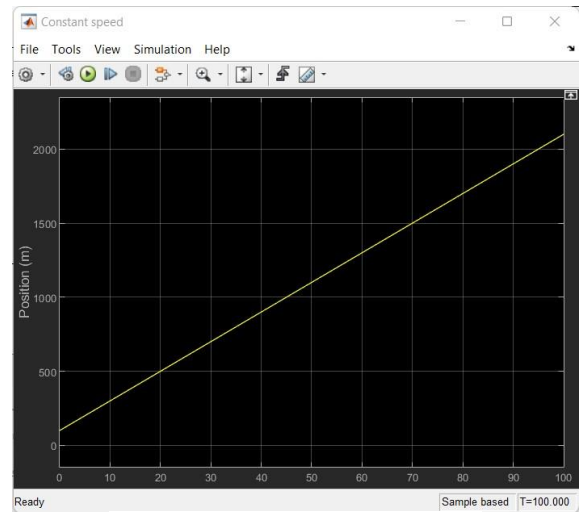 Constant speed
File Tools View Simulation Help
2000
1500
1000
500
0
Position (m)
0 10 20 30 40 50 60 70 80 90 100
Ready Sample based T=100.000